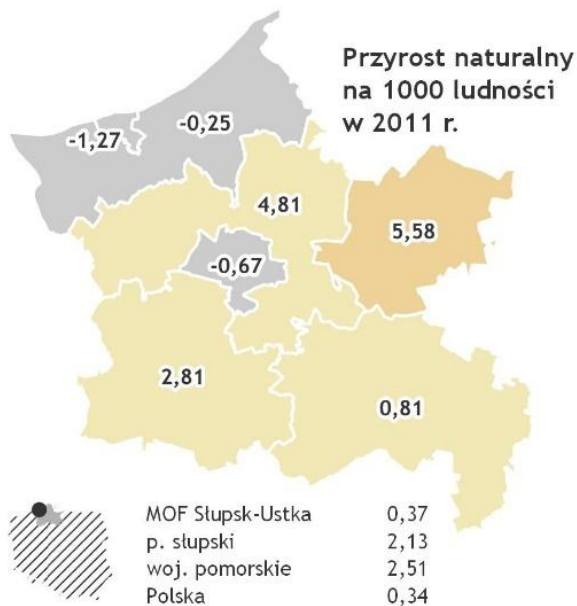 Przyrost naturalny
na 1000 ludności
w 2011 r.
-0,25
-1,27
4,81
5,58
-0,67
2,81
0,81
MOF Słupsk-Ustka 0,37
p. słupski 2,13
woj. pomorskie 2,51
Polska 0,34